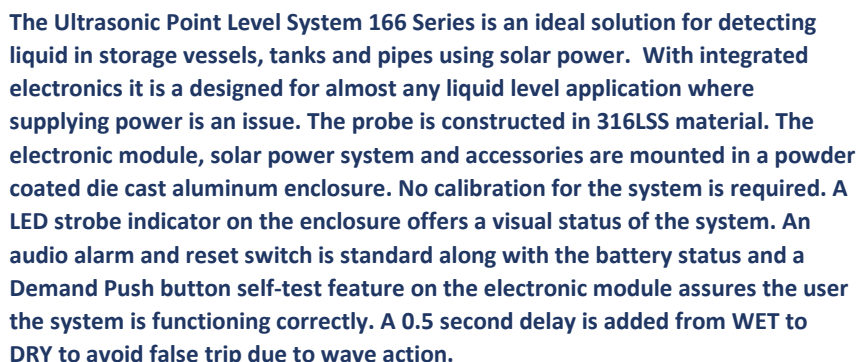 The Ultrasonic Point Level System 166 Series is an ideal solution for detecting
liquid in storage vessels, tanks and pipes using solar power.  With integrated
electronics it is a designed for almost any liquid level application where
supplying power is an issue. The probe is constructed in 316LSS material. The
electronic module, solar power system and accessories are mounted in a powder
coated die cast aluminum enclosure. No calibration for the system is required. A
LED strobe indicator on the enclosure offers a visual status of the system. An
audio alarm and reset switch is standard along with the battery status and a
Demand Push button self-test feature on the electronic module assures the user
the system is functioning correctly. A 0.5 second delay is added from WET to
DRY to avoid false trip due to wave action.